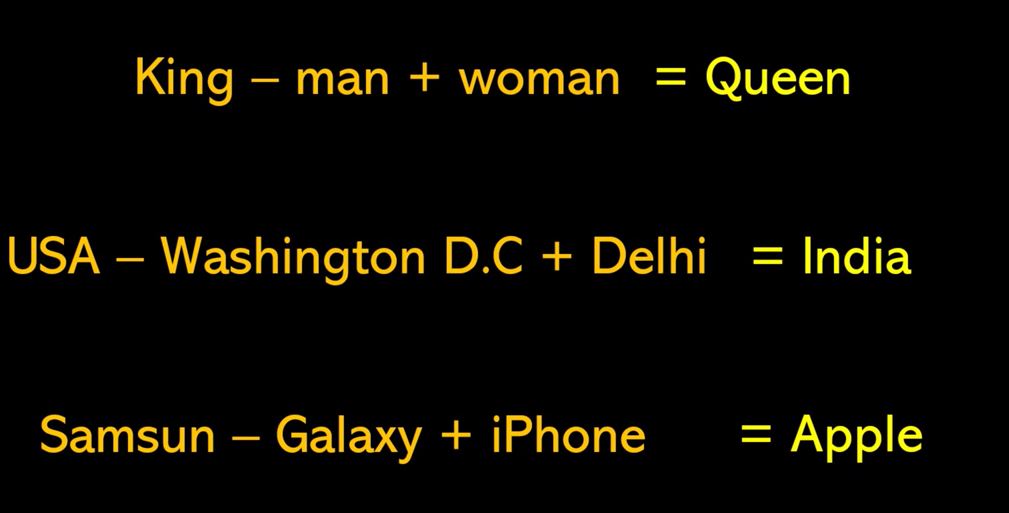 King – man + woman = Queen
USA – Washington D.C + Delhi = India
Samsun – Galaxy + iPhone = Apple